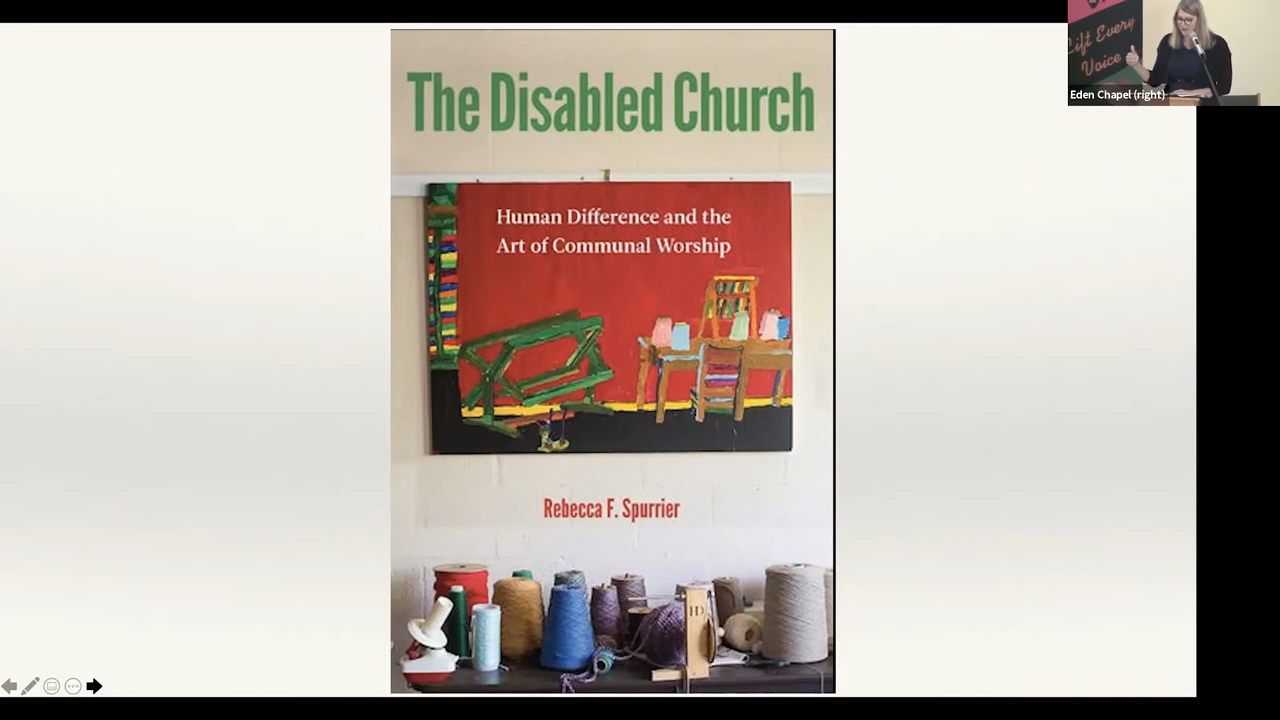 The Disabled Church
Human Difference and the
Art of Communal Worship
Rebecca F. Spurrier
HD
Lift Every
Voice
Eden Chapel (right)